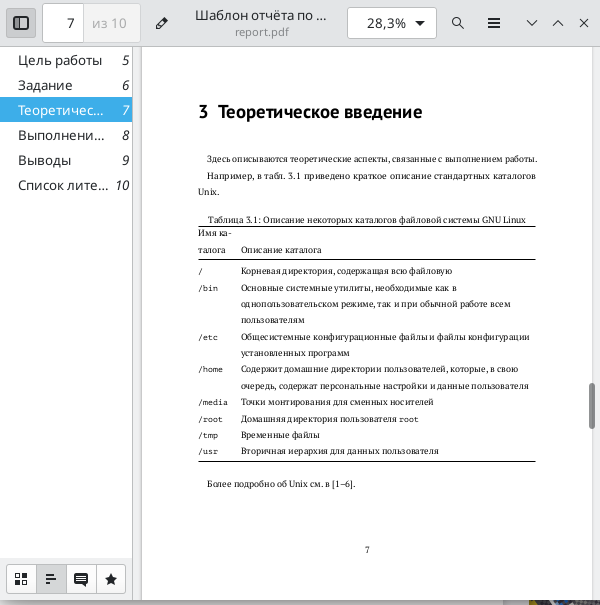 7 из 10
Шаблон отчёта по ...
report.pdf
28,3%
Цель работы 5
Задание 6
Теоретичес... 7
Выполнени... 8
Выводы 9
Список лите... 10
3 Теоретическое введение
Здесь описываются теоретические аспекты, связанные с выполнением работы.
Например, в табл. 3.1 приведено краткое описание стандартных каталогов
Unix.
Таблица 3.1: Описание некоторых каталогов файловой системы GNU Linux
Имя ка-
талога Описание каталога
/ Корневая директория, содержащая всю файловую
/bin Основные системные утилиты, необходимые как в
однопользовательском режиме, так и при обычной работе всем
пользователям
/etc Общесистемные конфигурационные файлы и файлы конфигурации
установленных программ
/home Содержит домашние директории пользователей, которые, в свою
очередь, содержат персональные настройки и данные пользователя
/media Точки монтирования для сменных носителей
/root Домашняя директория пользователя root
/tmp Временные файлы
/usr Вторичная иерархия для данных пользователя
Более подробно об Unix см. в [1–6].
7